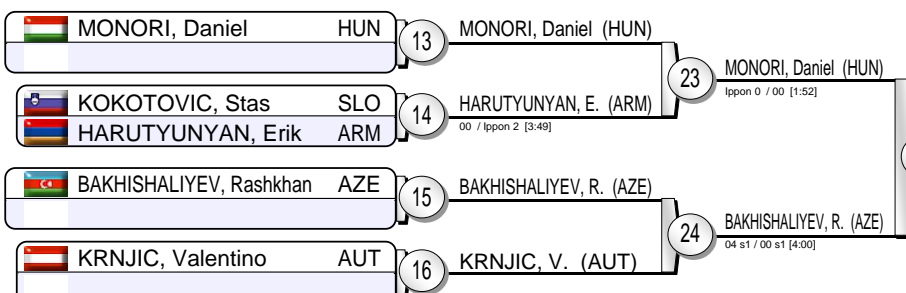 MONORI, Daniel HUN
13
MONORI, Daniel (HUN)
23
MONORI, Daniel (HUN)
Ippon 0 / 00 [1:52]
KOKOTOVIC, Stas SLO
HARUTYUNYAN, Erik ARM
14
HARUTYUNYAN, E. (ARM)
00 / Ippon 2 [3:49]
BAKHISHALIYEV, Rashkhan AZE
15
BAKHISHALIYEV, R. (AZE)
24
BAKHISHALIYEV, R. (AZE)
04 s1 / 00 s1 [4:00]
KRNJIC, Valentino AUT
16
KRNJIC, V. (AUT)